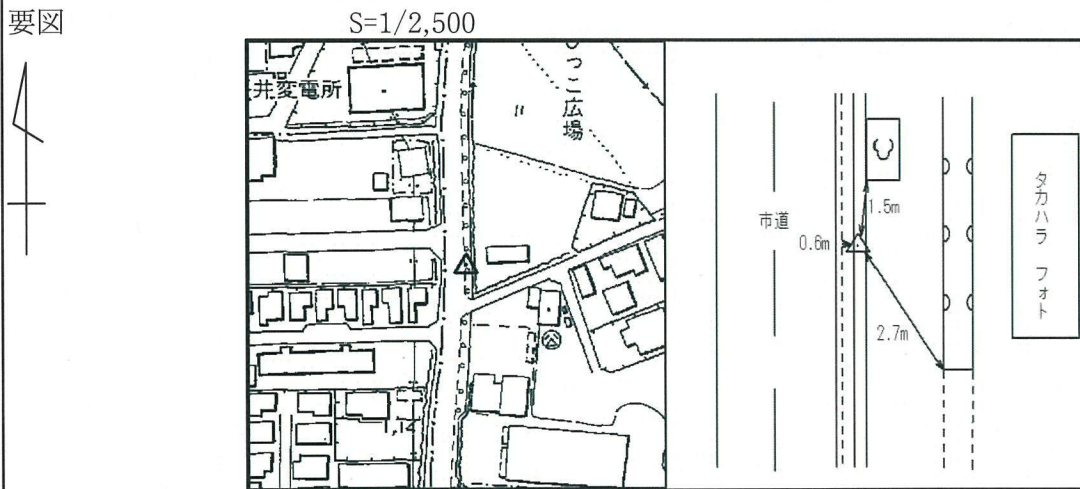 要図
S=1/2,500
井変電所
っこ広場
市道
1.5m
0.6m
2.7m
タカハラ フォト